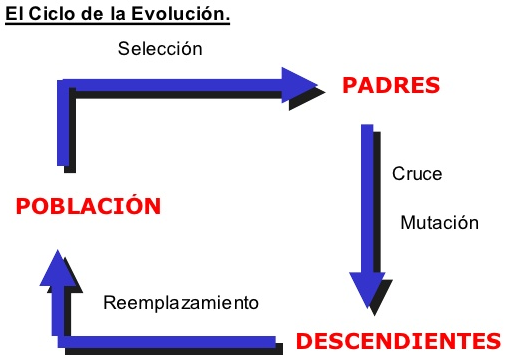 El Ciclo de la Evolución.
Selección
PADRES
Cruce
Mutación
POBLACIÓN
Reemplazamiento
DESCENDIENTES